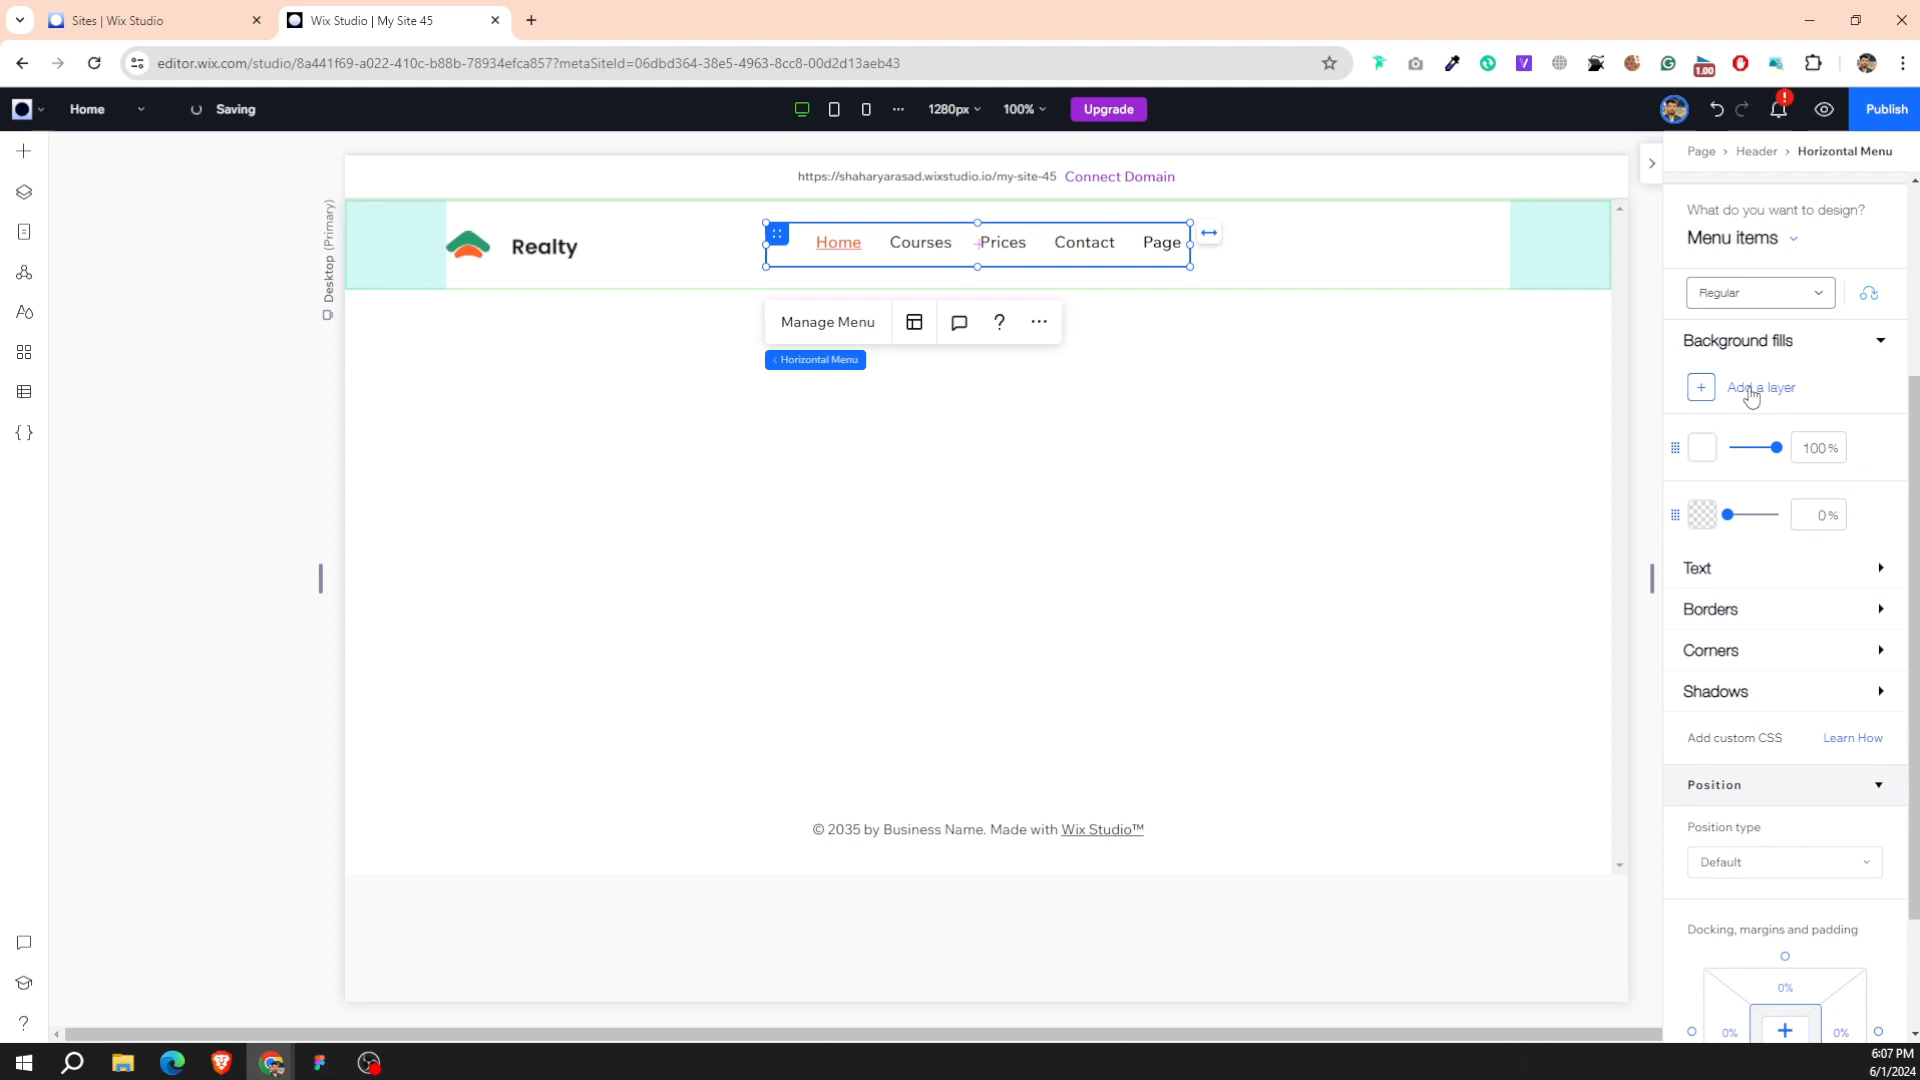 Sites | Wix Studio
Wix Studio | My Site 45
editor.wix.com/studio/8a441f69-a022-410c-b88b-78934efca857?metaSiteId=06dbd364-38e5-4963-8cc8-00d2d13aeb43
1.00
Home
Saving
1280px
100%
Upgrade
Publish
Page > Header > Horizontal Menu
https://shaharyarasad.wixstudio.io/my-site-45 Connect Domain
Desktop (Primary)
Realty
Home
Courses
Prices
Contact
Page
Manage Menu
?
Horizontal Menu
What do you want to design?
Menu items
Regular
Background fills
Add a layer
100%
0%
Text
Borders
Corners
Shadows
Add custom CSS
Learn How
Position
Position type
Default
Docking, margins and padding
0%
0%
0%
© 2035 by Business Name. Made with Wix Studio™
6:07 PM
6/1/2024